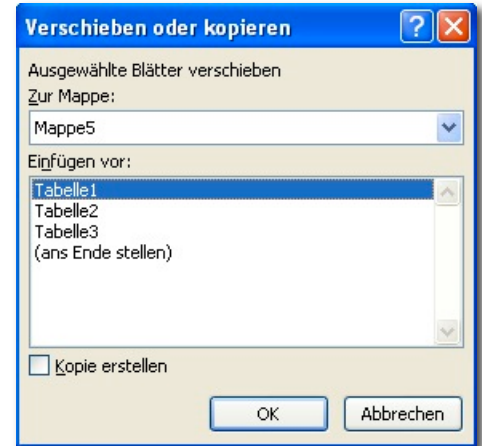 Verschieben oder kopieren
Ausgewählte Blätter verschieben
Zur Mappe:
Mappe5
Einfügen vor:
Tabelle1
Tabelle2
Tabelle3
(ans Ende stellen)
Kopie erstellen
OK Abbrechen